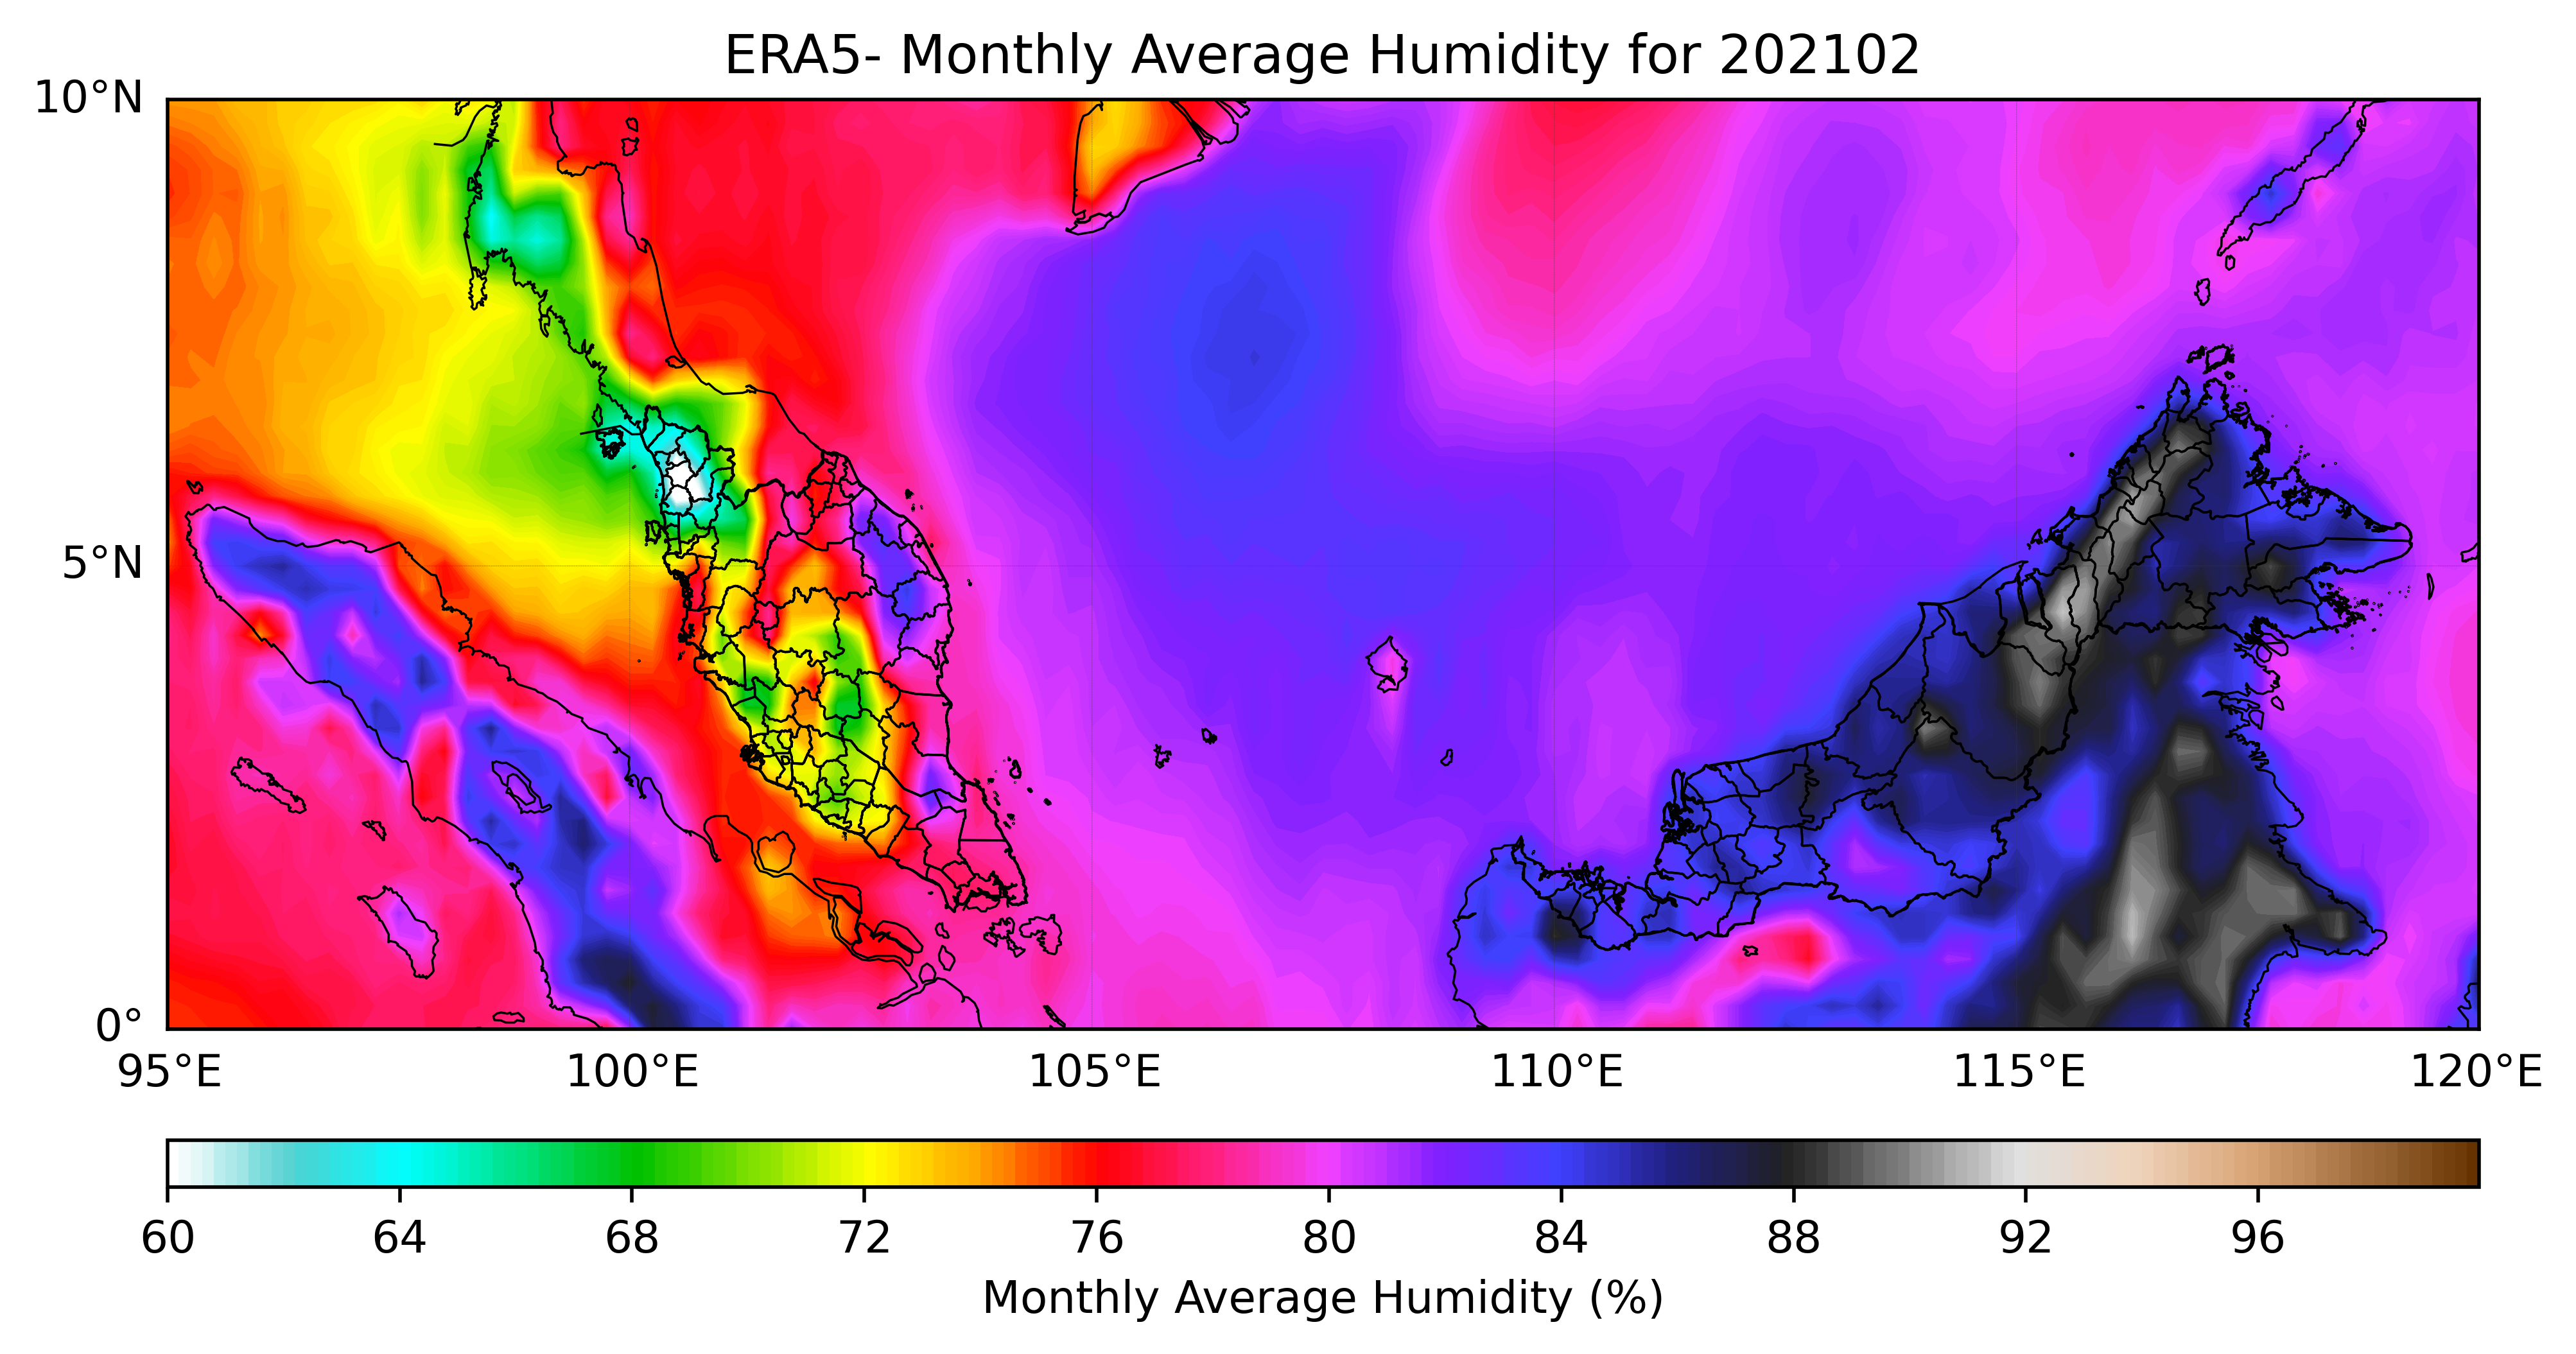 ERA5- Monthly Average Humidity for 202102
10°N
5°N
0°
95°E 100°E 105°E 110°E 115°E 120°E
60 64 68 72 76 80 84 88 92 96
Monthly Average Humidity (%)